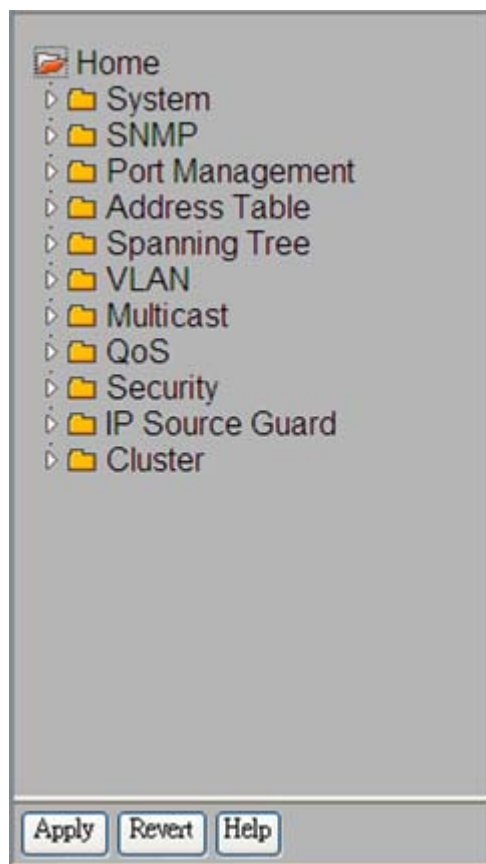 Home
System
SNMP
Port Management
Address Table
Spanning Tree
VLAN
Multicast
QoS
Security
IP Source Guard
Cluster
Apply Revert Help